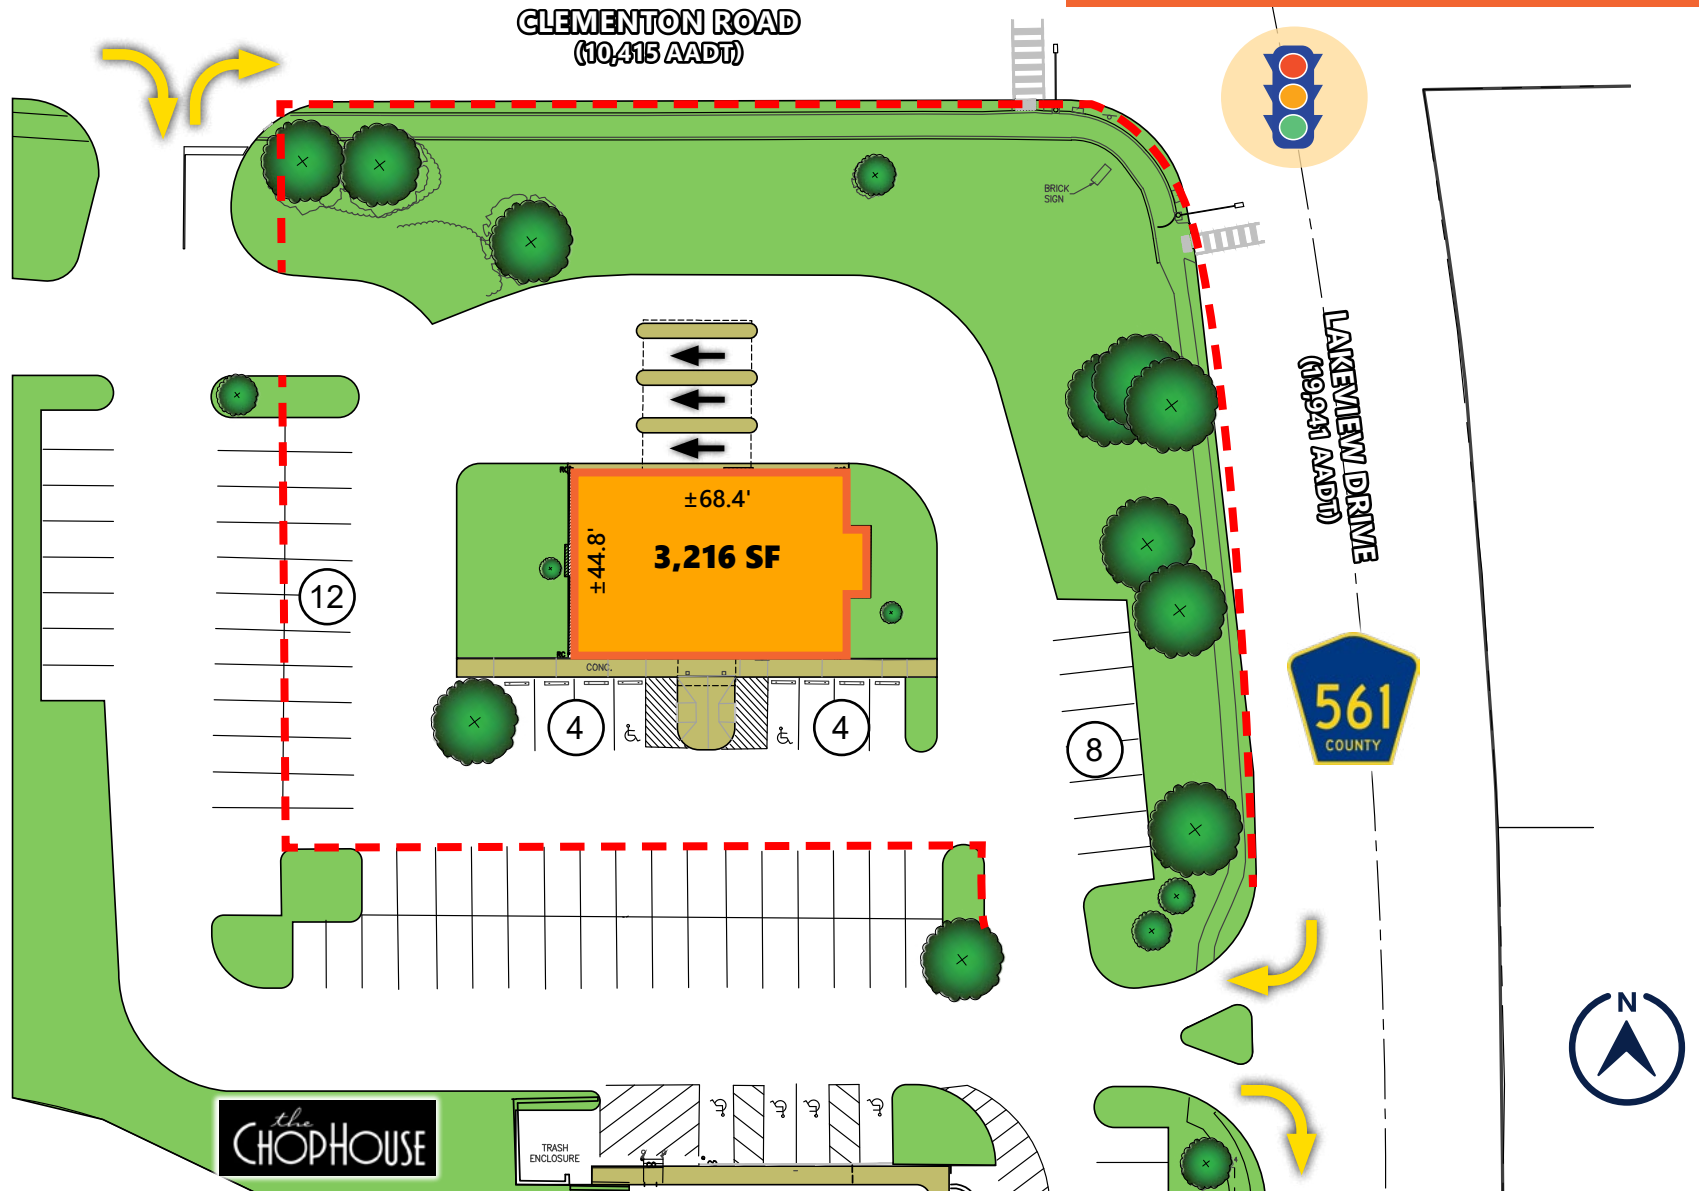 CLEMENTON ROAD
(10,415 AADT)
BRICK
SIGN
LAKEVIEW DRIVE
(19,941 AADT)
±68.4'
±44.8'
3,216 SF
12
CONC.
4
4
8
561
COUNTY
N
the
CHOPHOUSE
TRASH
ENCLOSURE